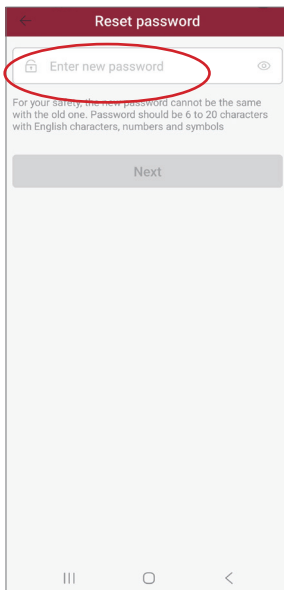 Reset password
Enter new password
For your safety, the new password cannot be the same
with the old one. Password should be 6 to 20 characters
with English characters, numbers and symbols
Next